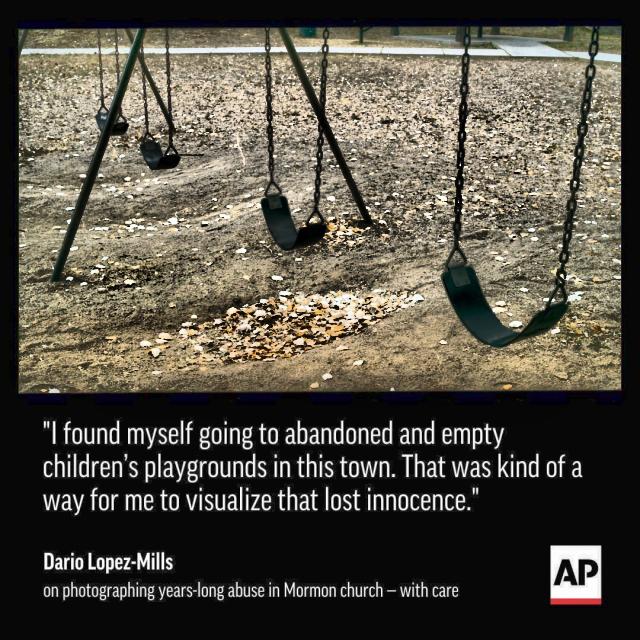 "I found myself going to abandoned and empty
children's playgrounds in this town. That was kind of a
way for me to visualize that lost innocence."
Dario Lopez-Mills
on photographing years-long abuse in Mormon church – with care
AP